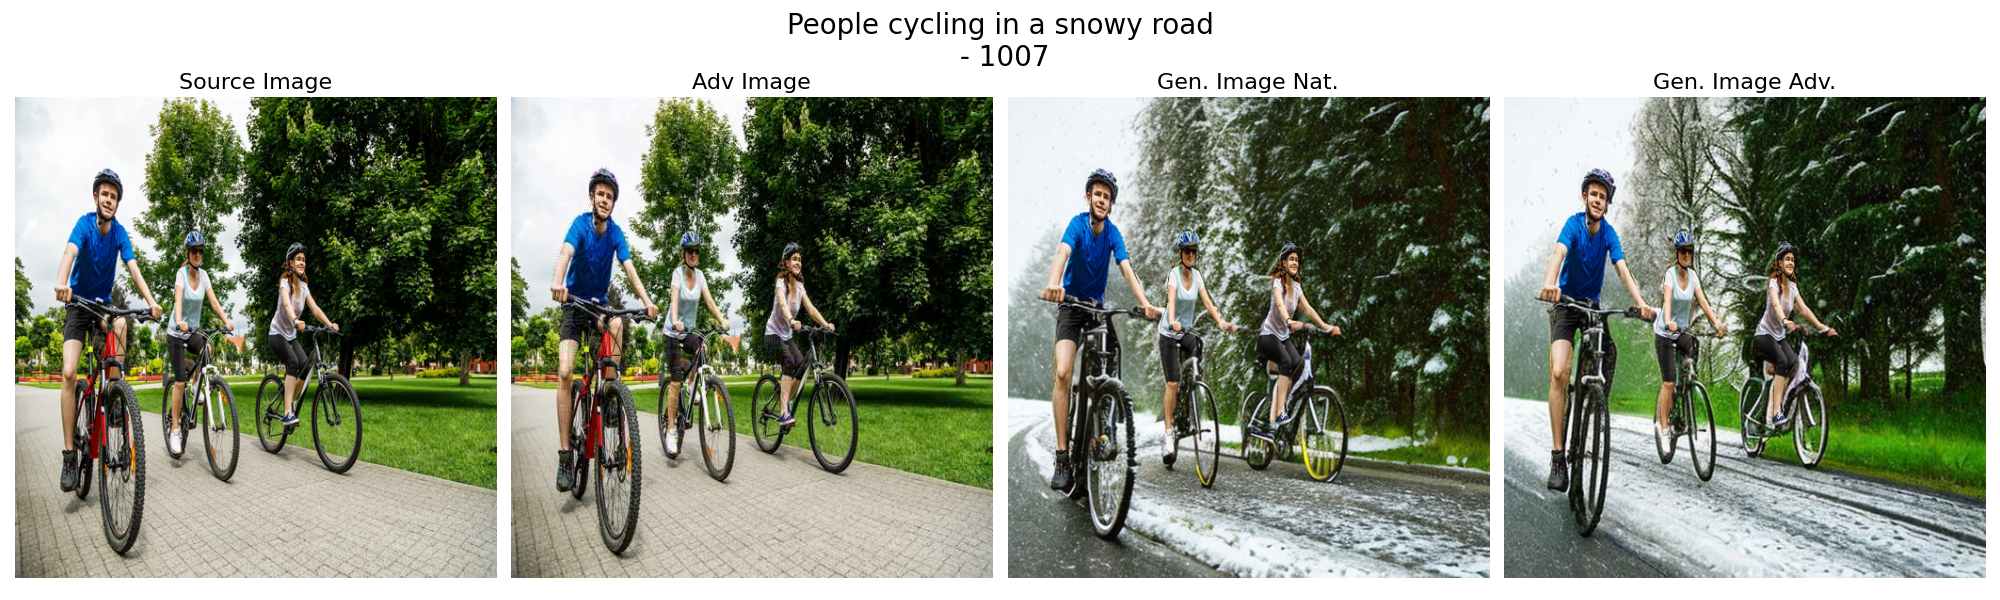 People cycling in a snowy road
- 1007
Source Image
Adv Image
Gen. Image Nat.
Gen. Image Adv.